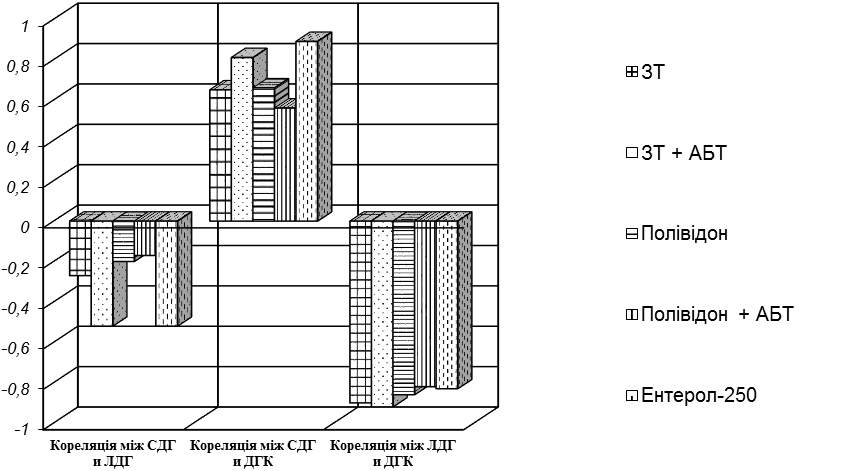 1
0,8
0,6
0,4
0,2
0
-0,2
-0,4
-0,6
-0,8
-1
Кореляція між СДГ
и ЛДГ
Кореляція між СДГ
и ДГК
Кореляція між ЛДГ
и ДГК
ЗТ
ЗТ + АБТ
Полівідон
Полівідон + АБТ
Ентерол-250